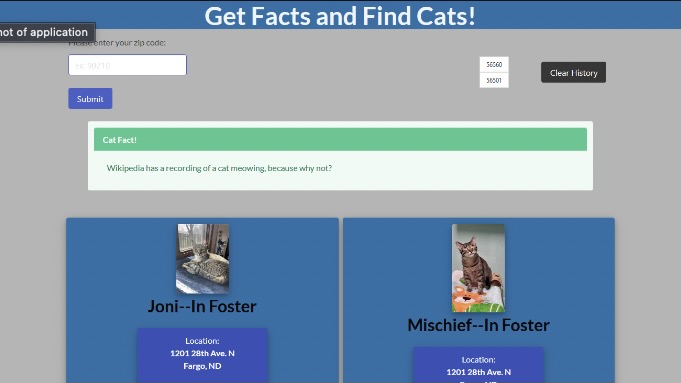 Get Facts and Find Cats!
not of application
Please enter your zip code:
ex: 90210
56560
56501
Clear History
Submit
Cat Fact!
Wikipedia has a recording of a cat meowing, because why not?
Joni--In Foster
Mischief--In Foster
Location:
1201 28th Ave. N
Fargo, ND
Location:
1201 28th Ave. N